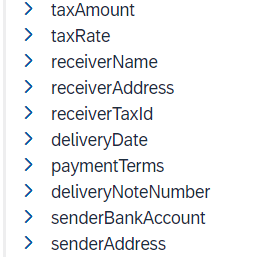 taxAmount
taxRate
receiverName
receiverAddress
receiverTaxId
deliveryDate
paymentTerms
deliveryNoteNumber
senderBankAccount
senderAddress